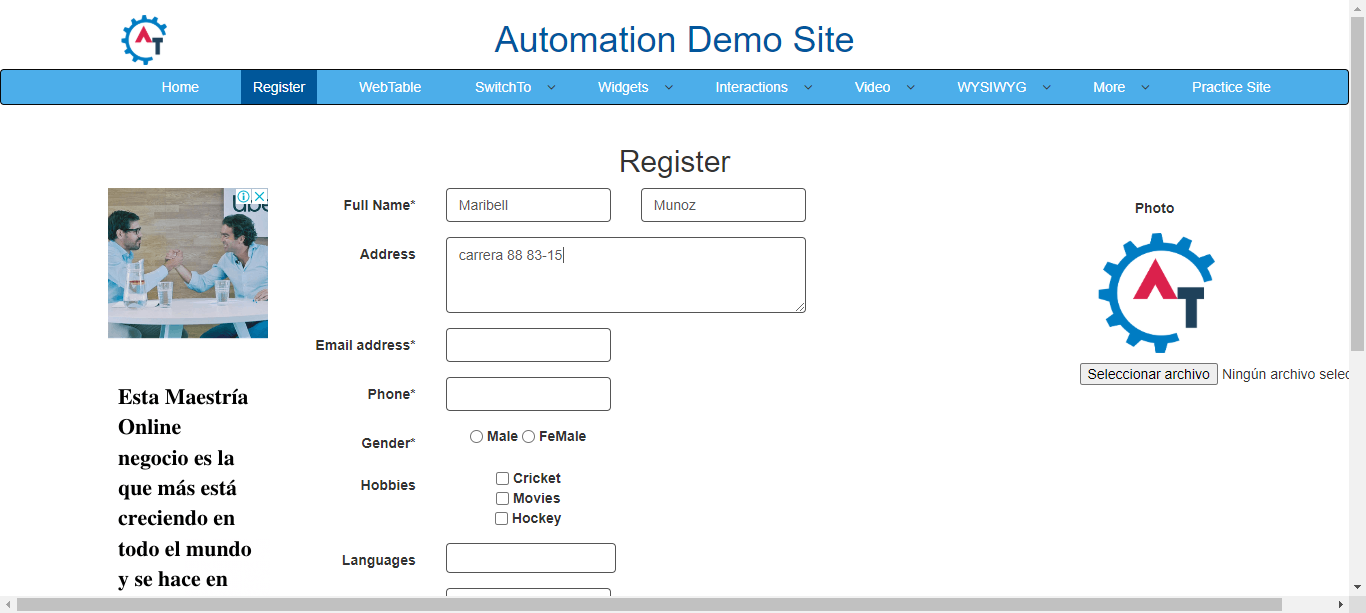 Automation Demo Site
Home Register WebTable SwitchTo Widgets Interactions Video WYSIWYG More Practice Site
Register
Full Name* Maribell Munoz
Photo
Address carrera 88 83-15
Email address*
Seleccionar archivo Ningún archivo selec
Phone*
Gender* Male FeMale
Hobbies Cricket
Movies
Hockey
Languages
Esta Maestría
Online
negocio es la
que más está
creciendo en
todo el mundo
y se hace en